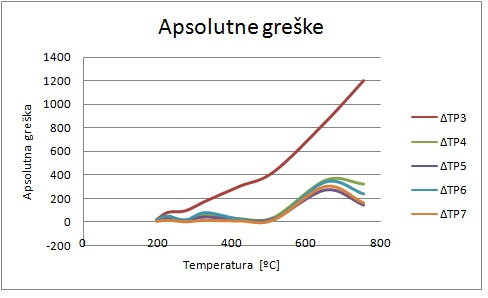 Apsolutne greške
1400
1200
1000
800
600
400
200
0
-200
0 200 400 600 800
Apsolutna greška
Temperatura [ºC]
ΔTP3
ΔTP4
ΔTP5
ΔTP6
ΔTP7